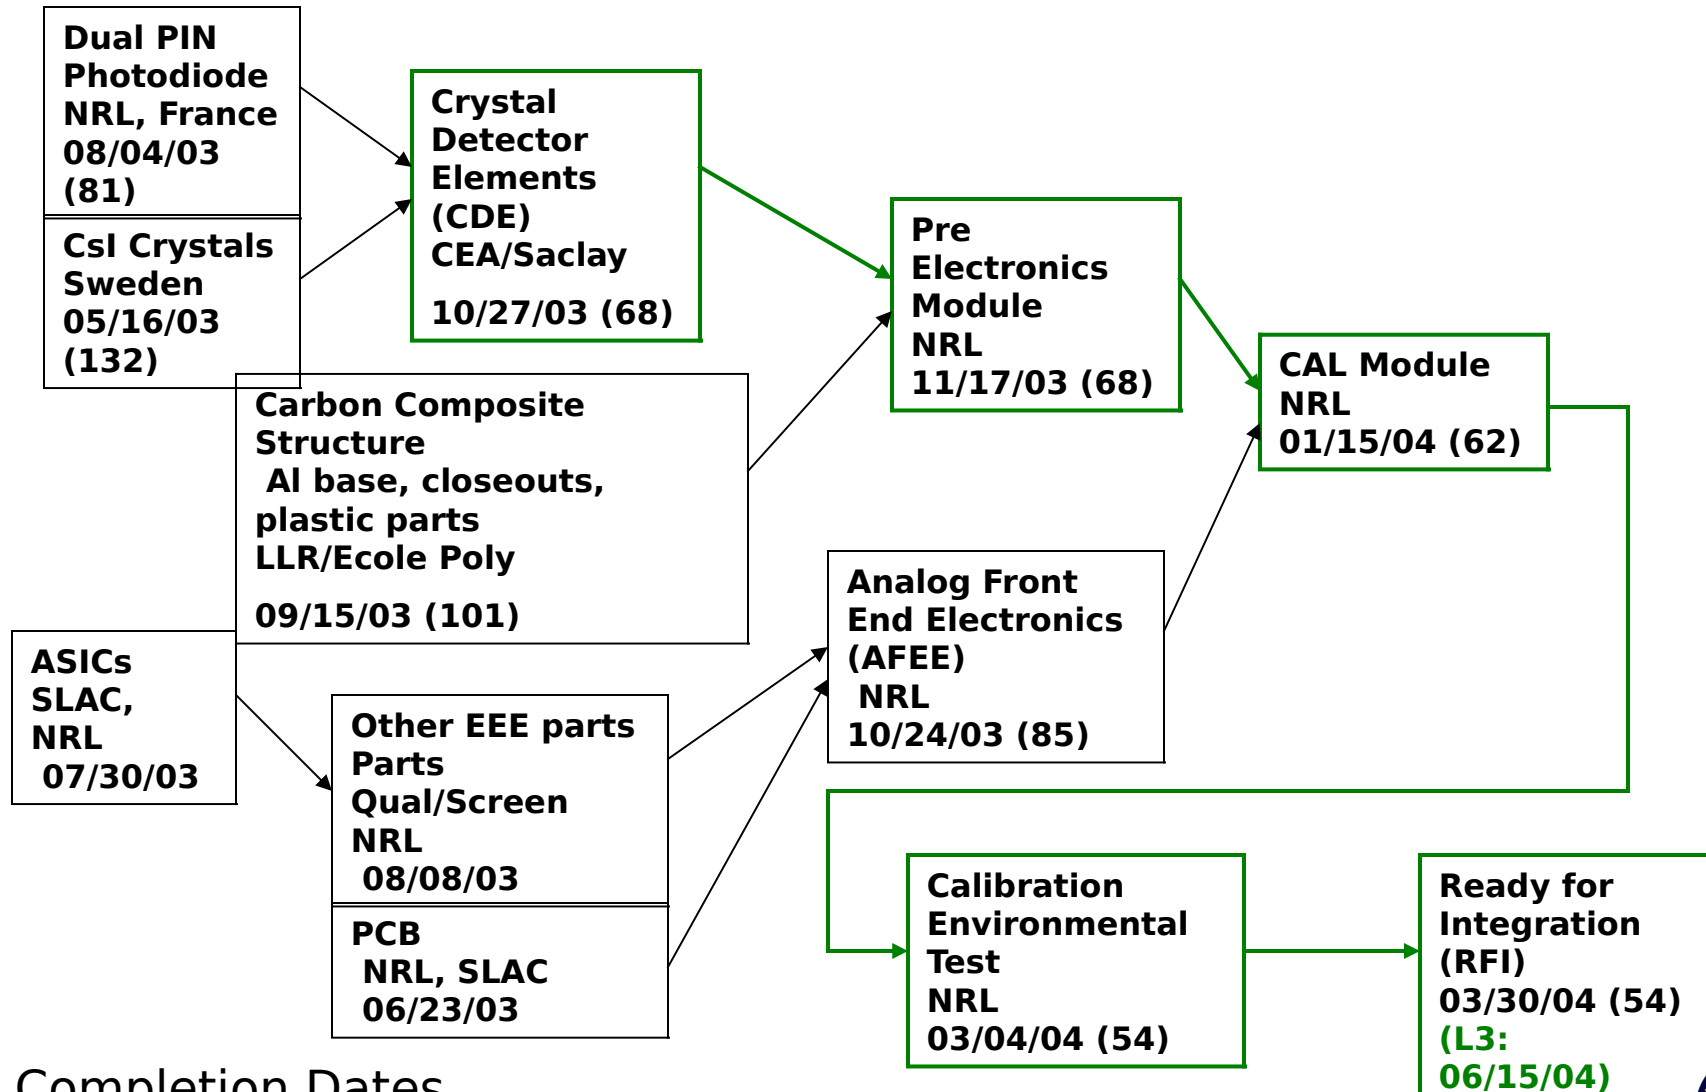 Dual PIN
Photodiode
NRL, France
08/04/03
(81)
CsI Crystals
Sweden
05/16/03
(132)
Crystal
Detector
Elements
(CDE)
CEA/Saclay
10/27/03 (68)
Pre
Electronics
Module
NRL
11/17/03 (68)
CAL Module
NRL
01/15/04 (62)
Carbon Composite
Structure
Al base, closeouts,
plastic parts
LLR/Ecole Poly
09/15/03 (101)
Analog Front
End Electronics
(AFEE)
NRL
10/24/03 (85)
ASICs
SLAC,
NRL
07/30/03
Other EEE parts
Parts
Qual/Screen
NRL
08/08/03
PCB
NRL, SLAC
06/23/03
Calibration
Environmental
Test
NRL
03/04/04 (54)
Ready for
Integration
(RFI)
03/30/04 (54)
(L3:
06/15/04)
Completion Dates